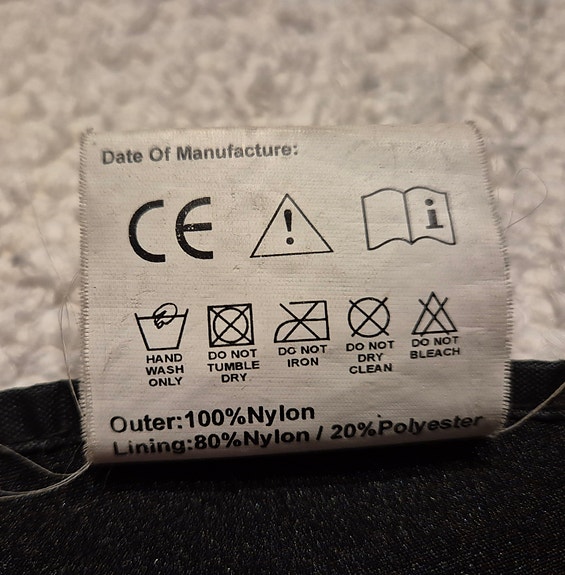 Date Of Manufacture:
CE
!
i
HAND
WASH
ONLY
DO NOT
TUMBLE
DRY
DO NOT
IRON
DO NOT
DRY
CLEAN
DO NOT
BLEACH
Outer:100%Nylon
Lining:80%Nylon / 20%Polyester